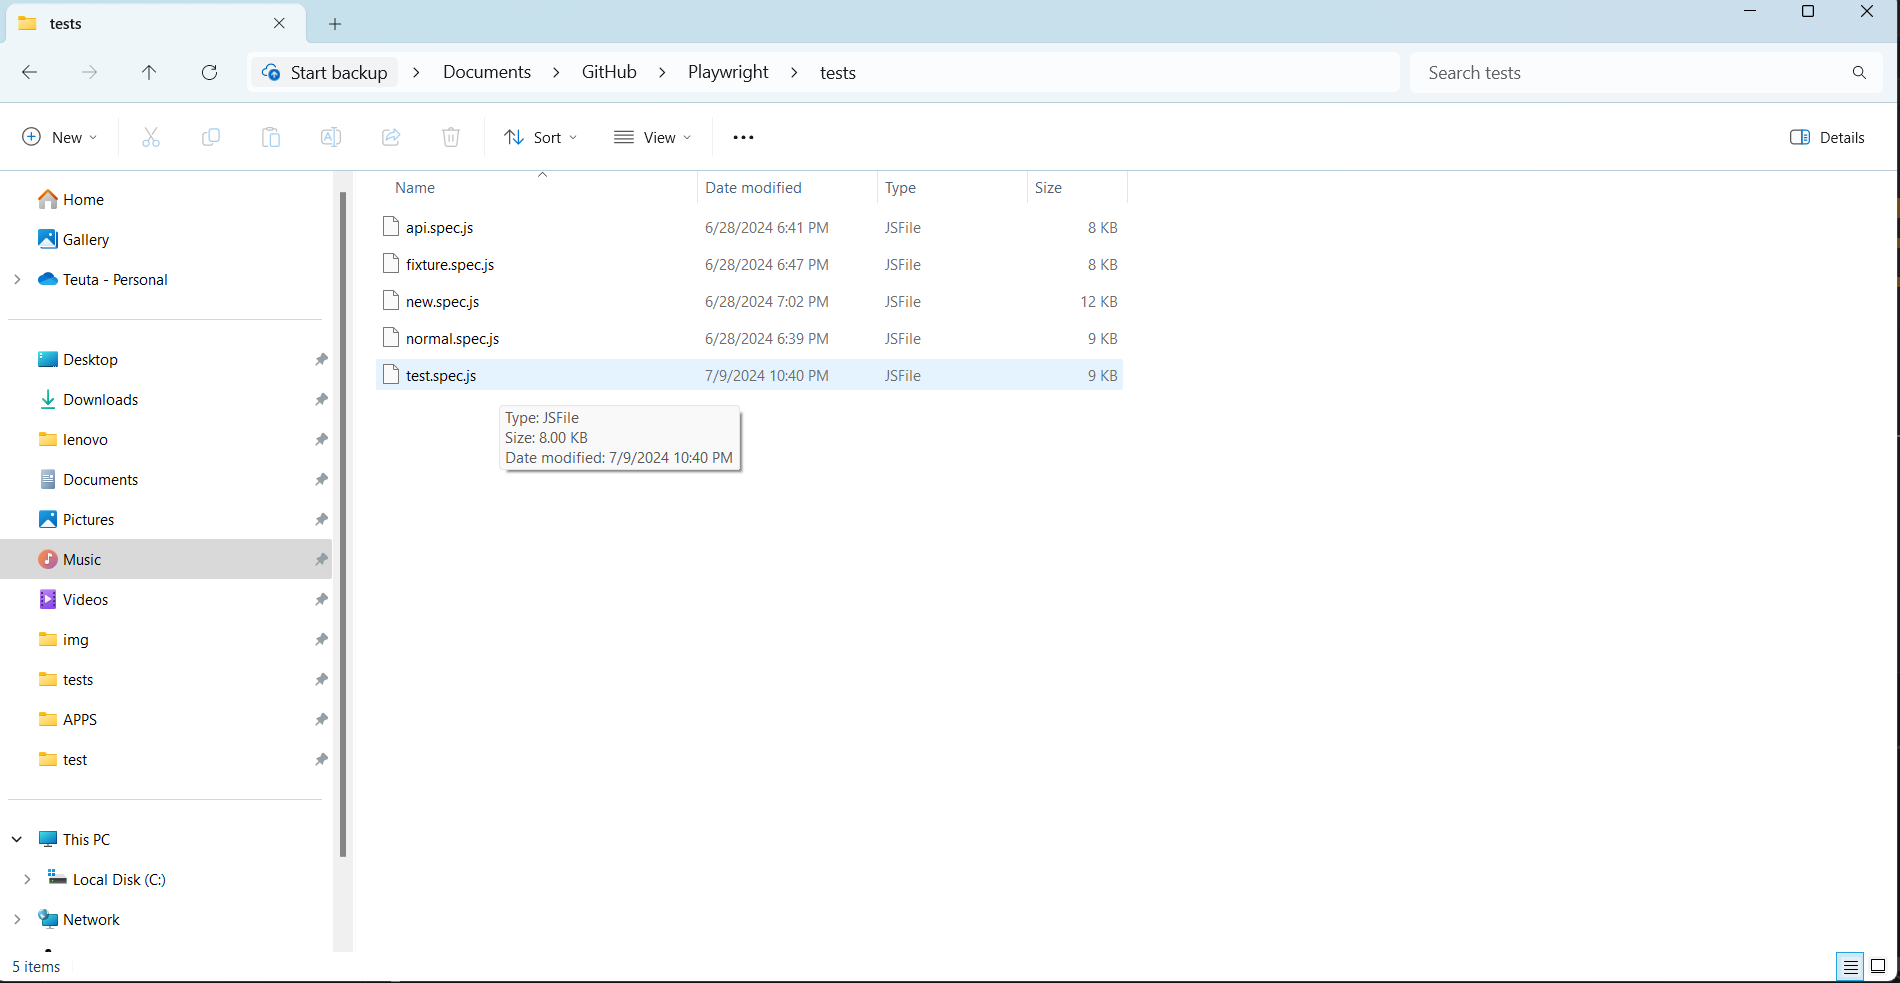 tests
Start backup > Documents > GitHub > Playwright > tests
Search tests
New
Sort
View
Details
Home
Gallery
Teuta - Personal
Desktop
Downloads
lenovo
Documents
Pictures
Music
Videos
img
tests
APPS
test
This PC
Local Disk (C:)
Network
Name Date modified Type Size
api.spec.js 6/28/2024 6:41 PM JSFile 8 KB
fixture.spec.js 6/28/2024 6:47 PM JSFile 8 KB
new.spec.js 6/28/2024 7:02 PM JSFile 12 KB
normal.spec.js 6/28/2024 6:39 PM JSFile 9 KB
test.spec.js 7/9/2024 10:40 PM JSFile 9 KB
Type: JSFile
Size: 8.00 KB
Date modified: 7/9/2024 10:40 PM
5 items